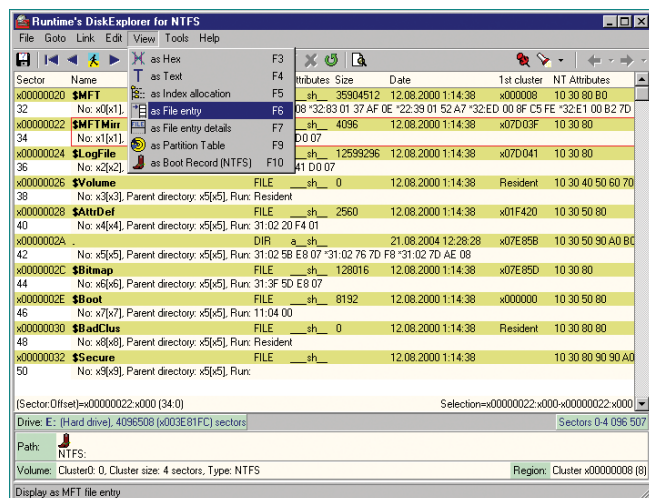 Runtime's DiskExplorer for NTFS
File Goto Link Edit View Tools Help
as Hex F3
as Text F4
as Index allocation F5
as File entry F6
as File entry details F7
as Partition Table F9
as Boot Record (NTFS) F10
Sector Name ttributes Size Date 1st cluster NT Attributes
x00000020 $MFT __sh__ 35904512 12.08.2000 1:14:38 x000008 10 30 80 B0
32 No: x0[x1], 08 *32:83 01 37 AF 0E *22:39 01 52 A7 *32:ED 00 8F C5 FE *32:E1 00 B2 7D
x00000022 $MFTMirr __sh__ 4096 12.08.2000 1:14:38 x07D03F 10 30 80
34 No: x1[x1], D0 07
x00000024 $LogFile __sh__ 12599296 12.08.2000 1:14:38 x07D041 10 30 80
36 No: x2[x2], 41 D0 07
x00000026 $Volume FILE __sh__ 0 12.08.2000 1:14:38 Resident 10 30 40 50 60 70
38 No: x3[x3], Parent directory: x5[x5], Run: Resident
x00000028 $AttrDef FILE __sh__ 2560 12.08.2000 1:14:38 x01F420 10 30 50 80
40 No: x4[x4], Parent directory: x5[x5], Run: 31:02 20 F4 01
x0000002A . DIR a__sh__ 21.08.2004 12:28:28 x07E85B 10 30 50 90 A0 B0
42 No: x5[x5], Parent directory: x5[x5], Run: 31:02 5B E8 07 *31:02 76 7D F8 *31:02 7D AE 08
x0000002C $Bitmap FILE __sh__ 128016 12.08.2000 1:14:38 x07E85D 10 30 80
44 No: x6[x6], Parent directory: x5[x5], Run: 31:3F 5D E8 07
x0000002E $Boot FILE __sh__ 8192 12.08.2000 1:14:38 x000000 10 30 50 80
46 No: x7[x7], Parent directory: x5[x5], Run: 11:04 00
x00000030 $BadClus FILE __sh__ 0 12.08.2000 1:14:38 Resident 10 30 80 80
48 No: x8[x8], Parent directory: x5[x5], Run: Resident
x00000032 $Secure FILE __sh__ 12.08.2000 1:14:38 10 30 80 90 90 A0
50 No: x9[x9], Parent directory: x5[x5], Run:
(Sector:Offset)=x00000022:x000 (34:0) Selection=x00000022:x000-x00000022:x000
Drive: E: (Hard drive), 4096508 (x003E81FC) sectors Sectors 0-4 096 507
Path: NTFS:
Volume: Cluster0: 0, Cluster size: 4 sectors, Type: NTFS Region: Cluster x00000008 (8)
Display as MFT file entry